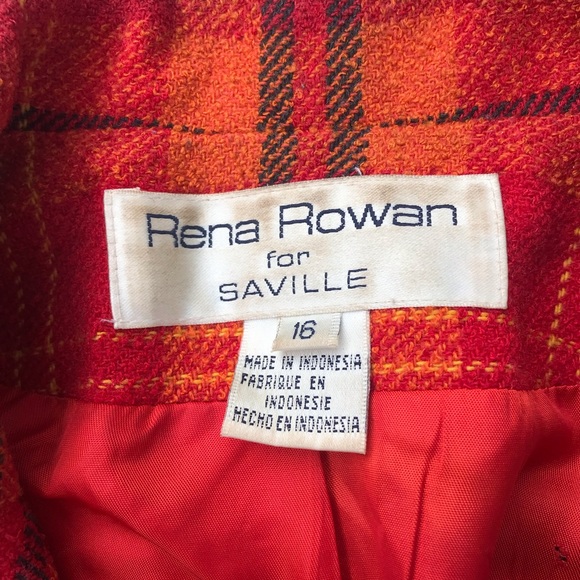 Rena Rowan
for
SAVILLE
16
MADE IN INDONESIA
FABRIQUE EN
INDONESIE
HECHO EN INDONESIA